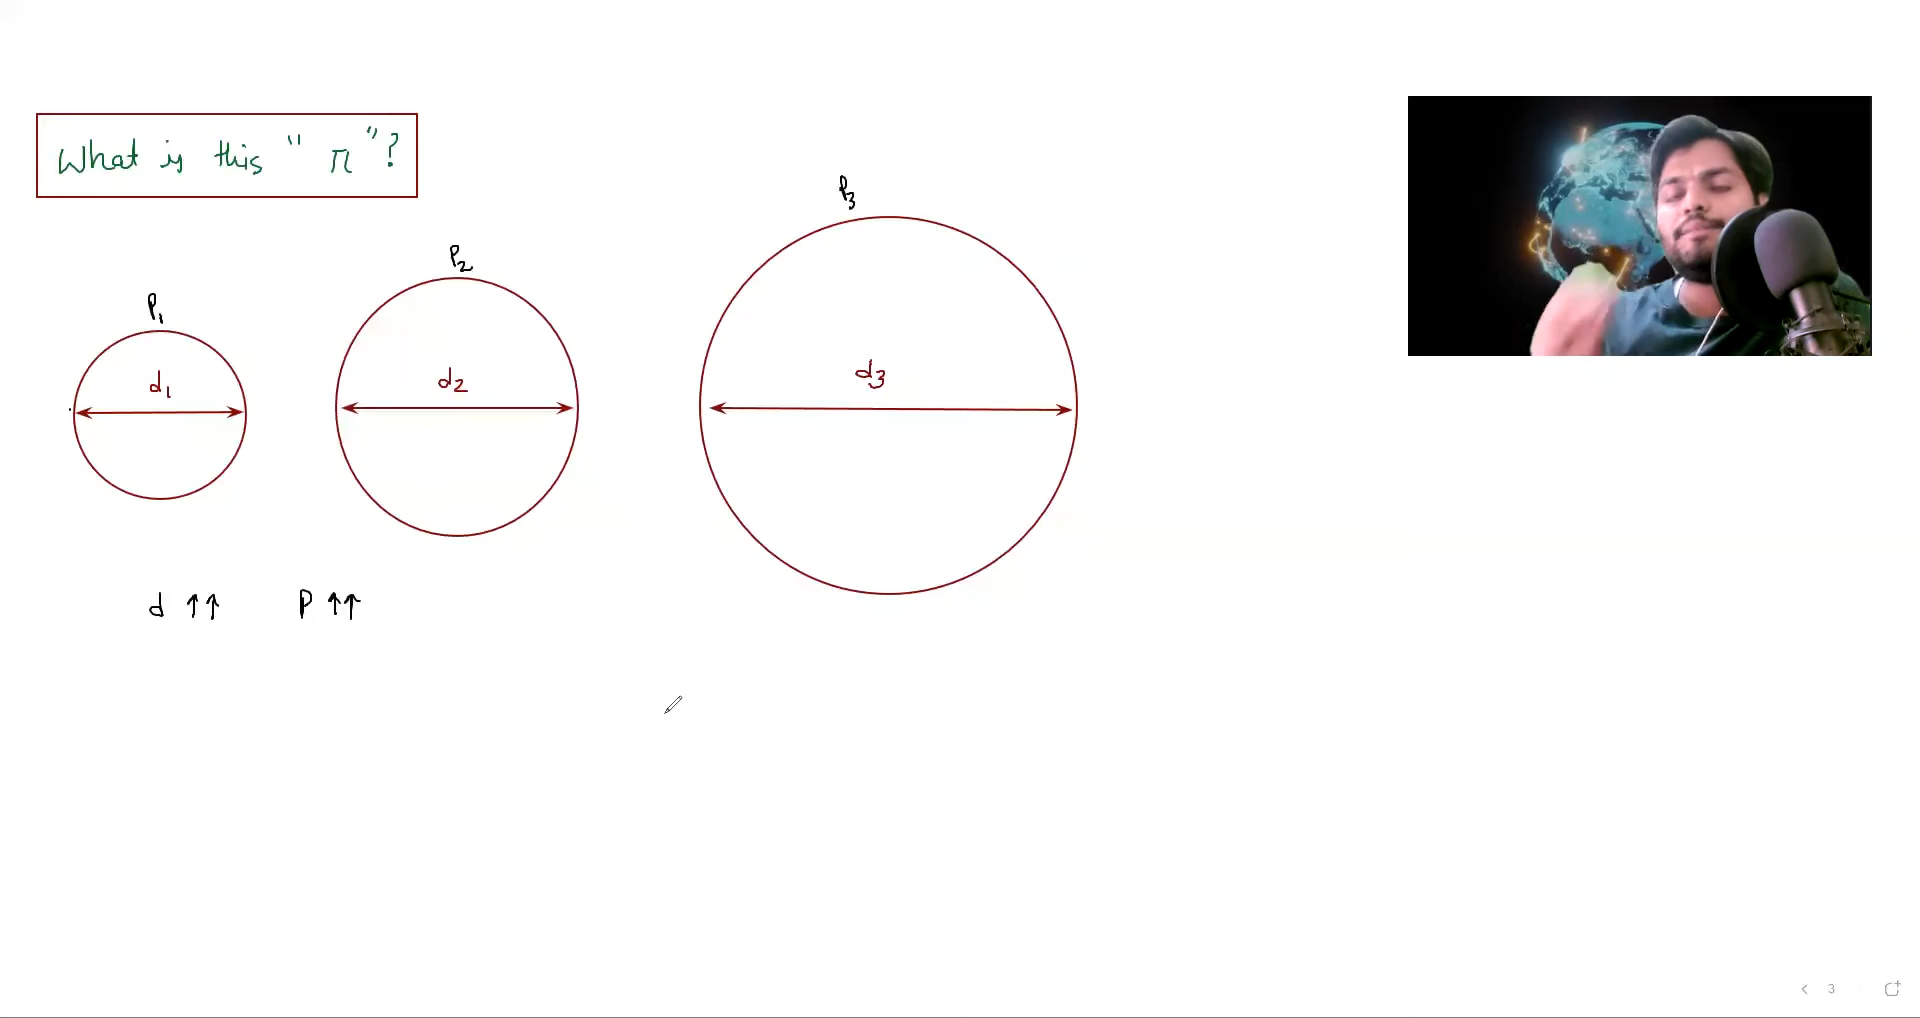 What is this " π "?
P₃
P₂
P₁
d₁
d₂
d₃
d ↑↑ P ↑↑
3